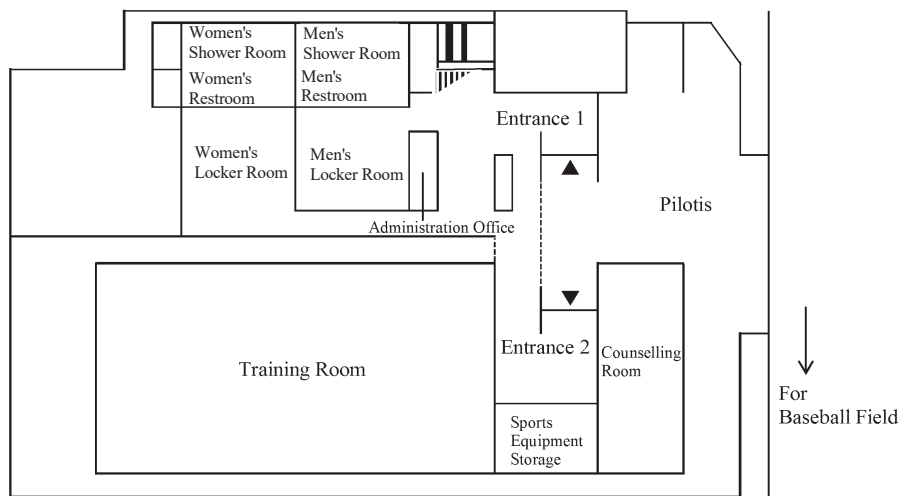 Women's
Shower Room
Men's
Shower Room
Women's
Restroom
Men's
Restroom
Entrance 1
Women's
Locker Room
Men's
Locker Room
Pilotis
Administration Office
Training Room
Entrance 2
Counselling
Room
For
Baseball Field
Sports
Equipment
Storage